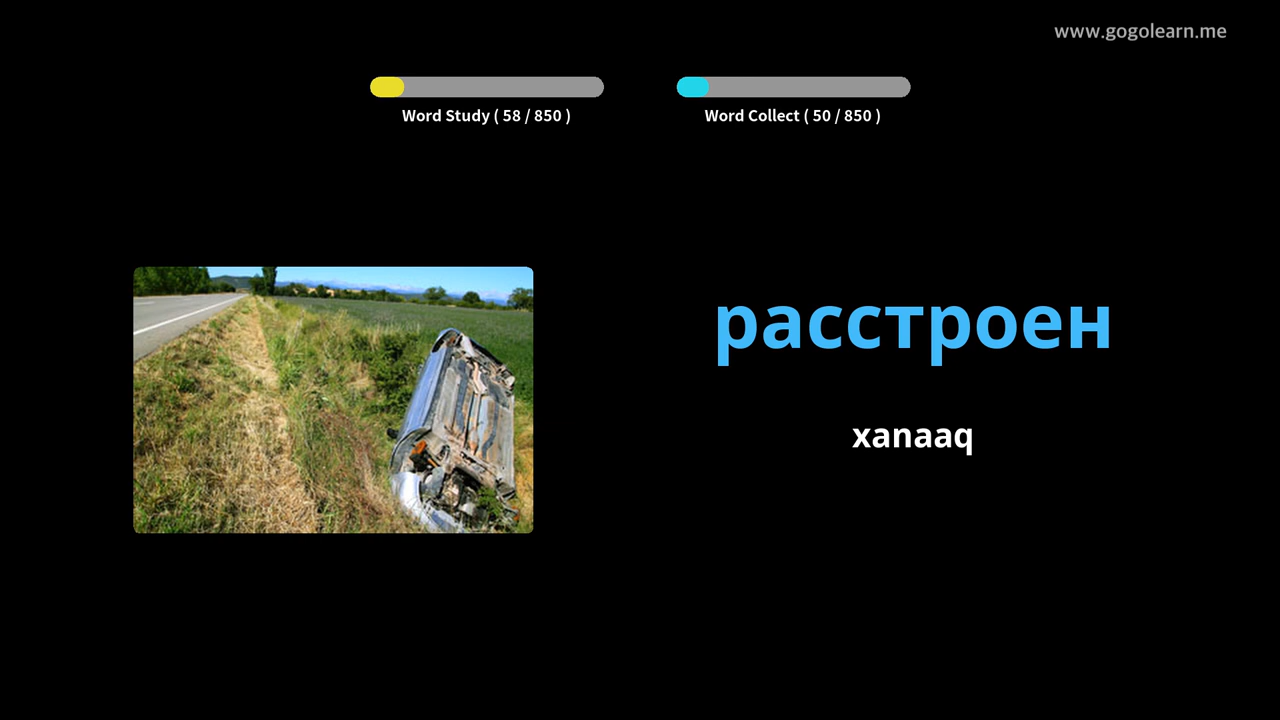 www.gogolearn.me
Word Study ( 58 / 850 )
Word Collect ( 50 / 850 )
расстроен
xanaaq